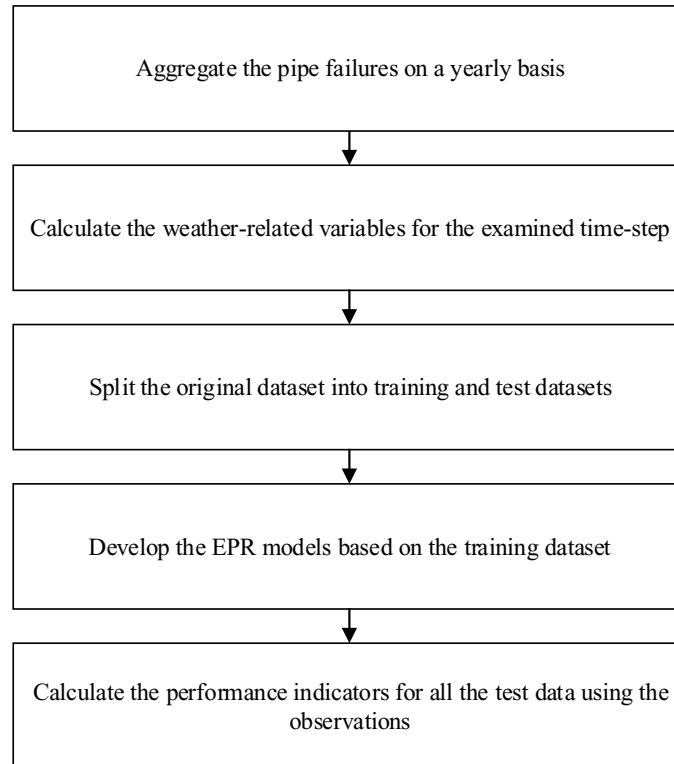 Aggregate the pipe failures on a yearly basis
Calculate the weather-related variables for the examined time-step
Split the original dataset into training and test datasets
Develop the EPR models based on the training dataset
Calculate the performance indicators for all the test data using the
observations